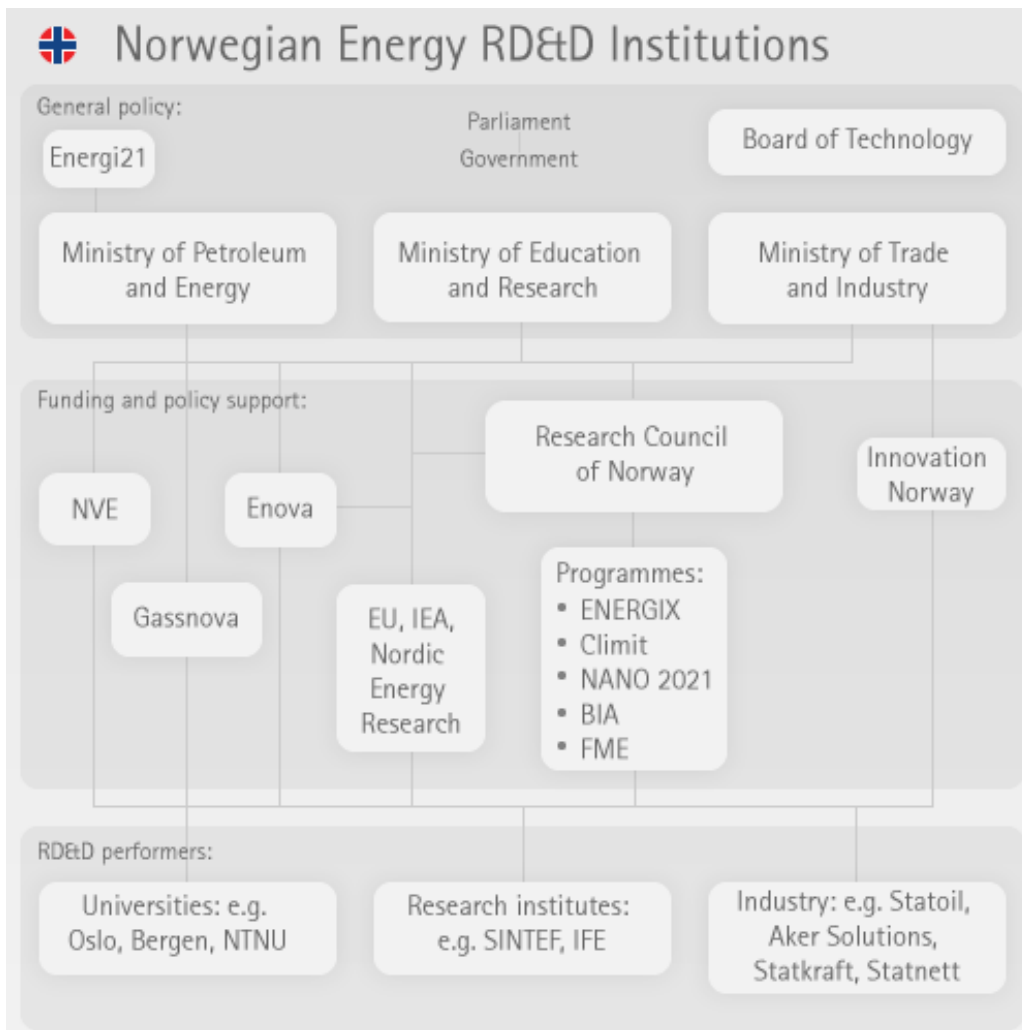 Norwegian Energy RD&D Institutions
General policy:
Parliament
Government
Energi21
Board of Technology
Ministry of Petroleum
and Energy
Ministry of Education
and Research
Ministry of Trade
and Industry
Funding and policy support:
Research Council
of Norway
Innovation
Norway
NVE
Enova
Gassnova
EU, IEA,
Nordic
Energy
Research
Programmes:
• ENERGIX
• Climit
• NANO 2021
• BIA
• FME
RD&D performers:
Universities: e.g.
Oslo, Bergen, NTNU
Research institutes:
e.g. SINTEF, IFE
Industry: e.g. Statoil,
Aker Solutions,
Statkraft, Statnett